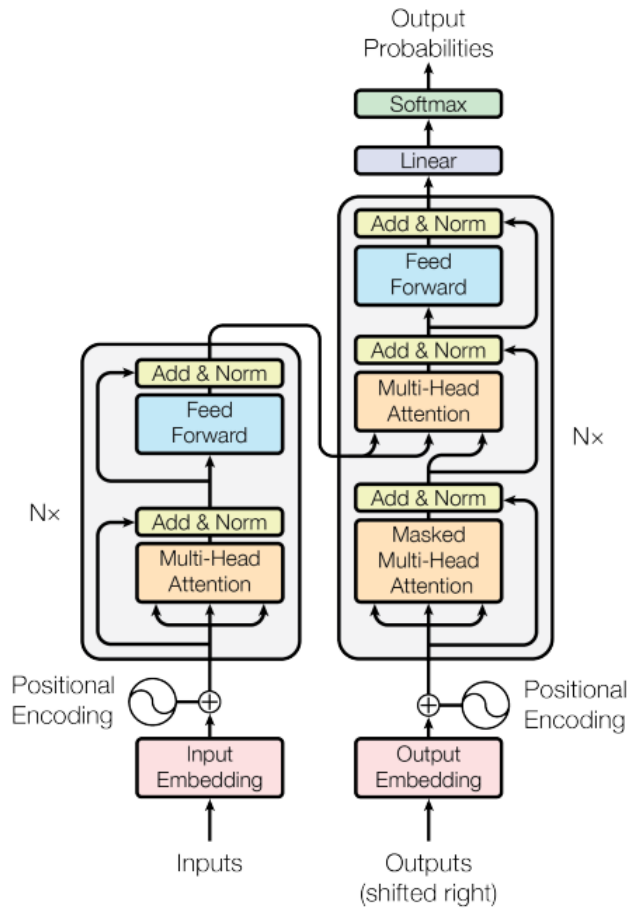 Output
Probabilities
Softmax
Linear
Add & Norm
Feed
Forward
Add & Norm
Multi-Head
Attention
Add & Norm
Masked
Multi-Head
Attention
Nx
Add & Norm
Feed
Forward
Add & Norm
Multi-Head
Attention
Nx
Positional
Encoding
Positional
Encoding
Input
Embedding
Output
Embedding
Inputs
Outputs
(shifted right)